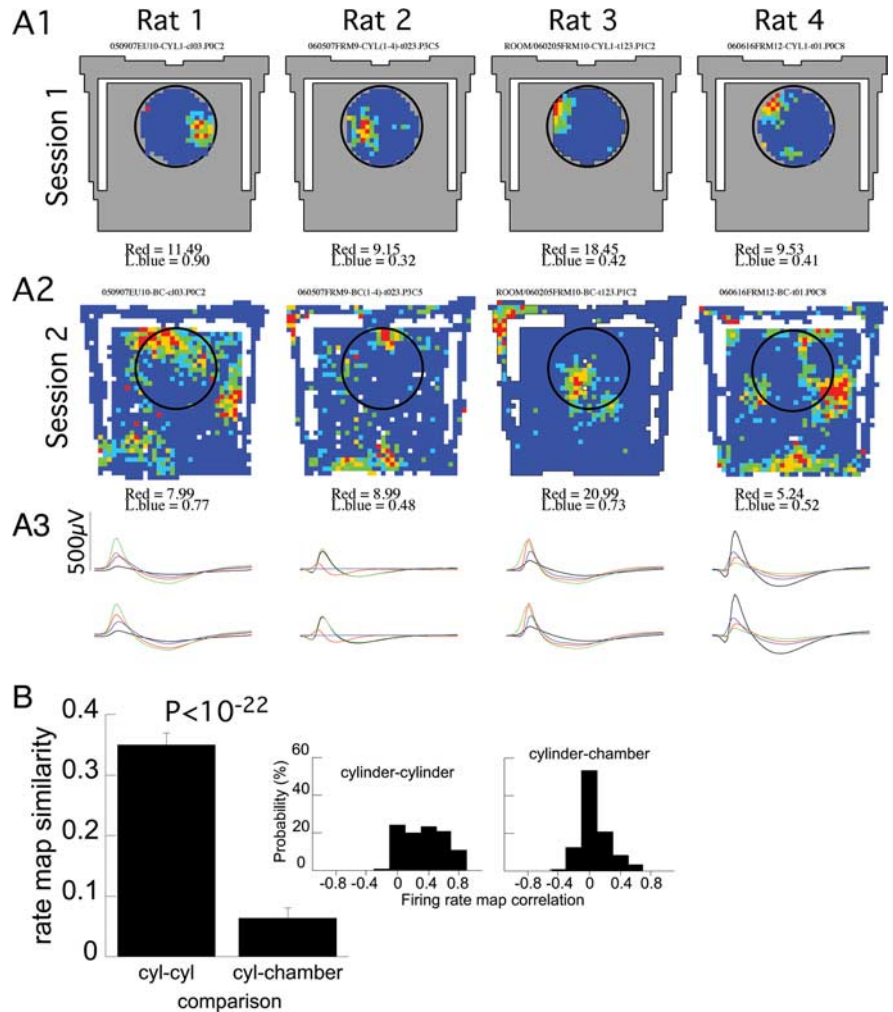 A1 Rat 1 Rat 2 Rat 3 Rat 4
050907EU10-CYL1-cl03.P0C2 060507FRM9-CYL(1-4)-t023.P3C5 ROOM/060205FRM10-CYL1-t123.P1C2 060616FRM12-CYL1-t01.P0C8
Session 1
Red = 11.49 Red = 9.15 Red = 18.45 Red = 9.53
L.blue = 0.90 L.blue = 0.32 L.blue = 0.42 L.blue = 0.41
A2
050907EU10-BC-cl03.P0C2 060507FRM9-BC(1-4)-t023.P3C5 ROOM/060205FRM10-BC-t123.P1C2 060616FRM12-BC-t01.P0C8
Session 2
Red = 7.99 Red = 8.99 Red = 20.99 Red = 5.24
L.blue = 0.77 L.blue = 0.48 L.blue = 0.73 L.blue = 0.52
A3
500µV
B
P<10-22
rate map similarity
0.4
0.3
0.2
0.1
0
cyl-cyl cyl-chamber
comparison
Probability (%)
60
40
20
0
cylinder-cylinder cylinder-chamber
-0.8 -0.4 0 0.4 0.8 -0.8 -0.4 0 0.4 0.8
Firing rate map correlation